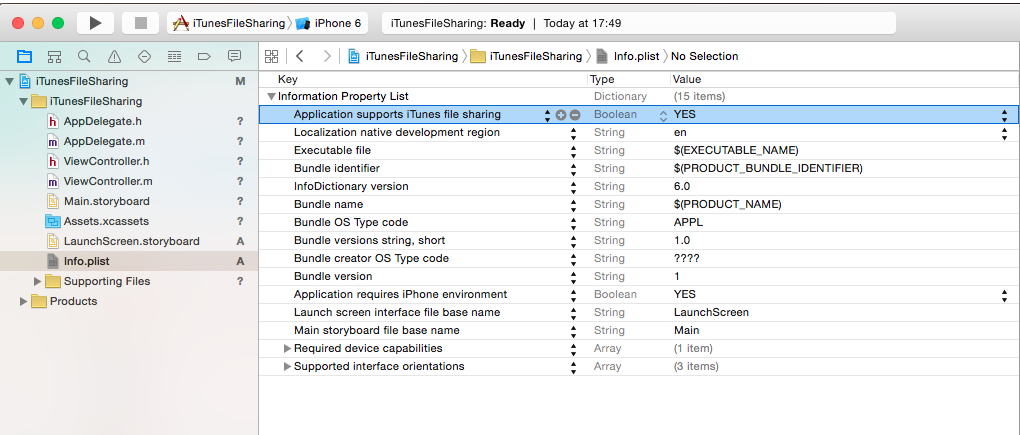 iTunesFileSharing iPhone 6 iTunesFileSharing: Ready | Today at 17:49
iTunesFileSharing iTunesFileSharing Info.plist No Selection
iTunesFileSharing M
iTunesFileSharing
h AppDelegate.h ?
m AppDelegate.m ?
h ViewController.h ?
m ViewController.m ?
Main.storyboard ?
Assets.xcassets ?
LaunchScreen.storyboard A
Info.plist A
Supporting Files ?
Products
Key Type Value
Information Property List Dictionary (15 items)
Application supports iTunes file sharing Boolean YES
Localization native development region String en
Executable file String $(EXECUTABLE_NAME)
Bundle identifier String $(PRODUCT_BUNDLE_IDENTIFIER)
InfoDictionary version String 6.0
Bundle name String $(PRODUCT_NAME)
Bundle OS Type code String APPL
Bundle versions string, short String 1.0
Bundle creator OS Type code String ????
Bundle version String 1
Application requires iPhone environment Boolean YES
Launch screen interface file base name String LaunchScreen
Main storyboard file base name String Main
Required device capabilities Array (1 item)
Supported interface orientations Array (3 items)